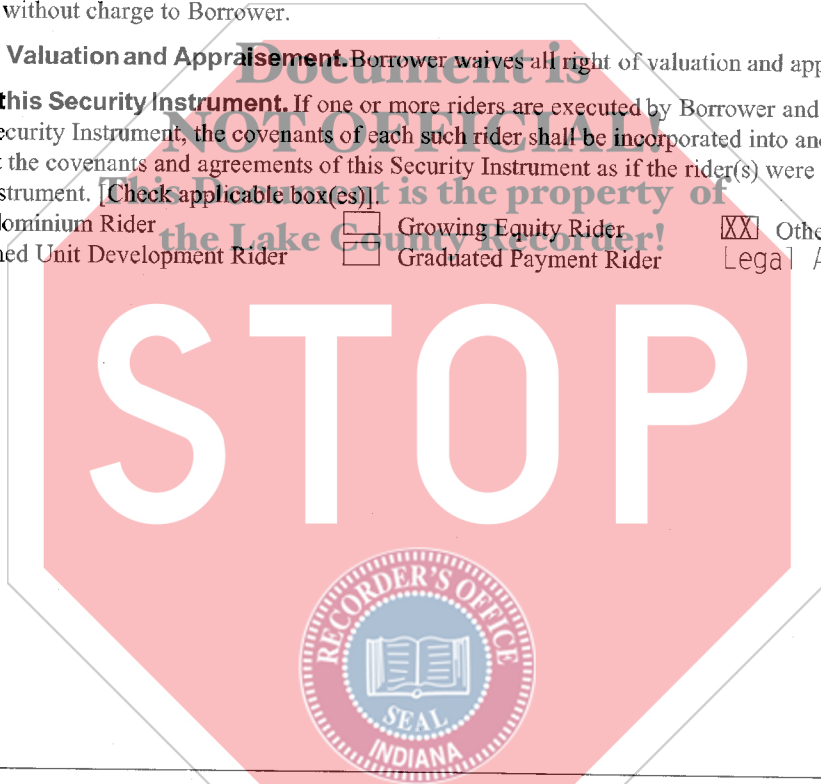 without charge to Borrower.
Valuation and Appraisement. Borrower waives all right of valuation and app
this Security Instrument. If one or more riders are executed by Borrower and
ecurity Instrument, the covenants of each such rider shall be incorporated into and
t the covenants and agreements of this Security Instrument as if the rider(s) were
strument. [Check applicable box(es)].
ominium Rider Growing Equity Rider XX Othe
ned Unit Development Rider Graduated Payment Rider Legal A
Document is
NOT OFFICIAL!
This Document is the property of
the Lake County Recorder!
STOP
RECORDER'S OFFICE
SEAL
INDIANA